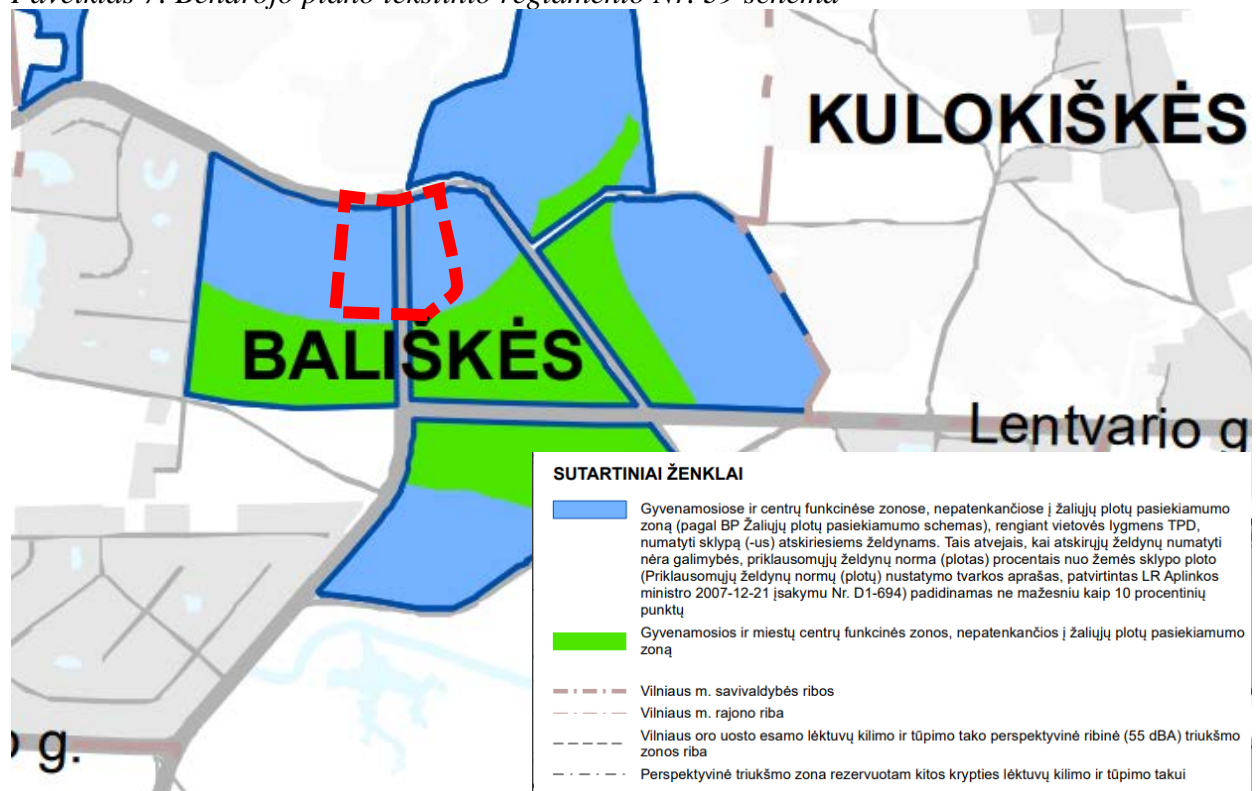 Paveikslas 7. Bendrojo plano tekstinio reglamento Nr. 39 schema
KULOKIŠKĖS
BALIŠKĖS
Lentvario g
SUTARTINIAI ŽENKLAI
Gyvenamosiose ir centrų funkcinėse zonose, nepatenkančiose į žaliųjų plotų pasiekiamumo
zoną (pagal BP Žaliųjų plotų pasiekiamumo schemas), rengiant vietovės lygmens TPD,
numatyti sklypą (-us) atskiriesiems želdynams. Tais atvejais, kai atskirųjų želdynų numatyti
nėra galimybės, priklausomųjų želdynų norma (plotas) procentais nuo žemės sklypo ploto
(Priklausomųjų želdynų normų (plotų) nustatymo tvarkos aprašas, patvirtintas LR Aplinkos
ministro 2007-12-21 įsakymu Nr. D1-694) padidinamas ne mažesniu kaip 10 procentinių
punktų
Gyvenamosios ir miestų centrų funkcinės zonos, nepatenkančios į žaliųjų plotų pasiekiamumo
zoną
Vilniaus m. savivaldybės ribos
Vilniaus m. rajono riba
Vilniaus oro uosto esamo lėktuvų kilimo ir tūpimo tako perspektyvinė ribinė (55 dBA) triukšmo
zonos riba
Perspektyvinė triukšmo zona rezervuotam kitos krypties lėktuvų kilimo ir tūpimo takui
g.